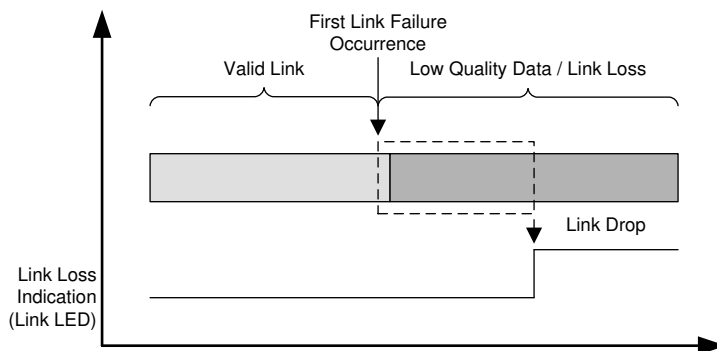 First Link Failure
Occurrence
Valid Link
Low Quality Data / Link Loss
Link Drop
Link Loss
Indication
(Link LED)